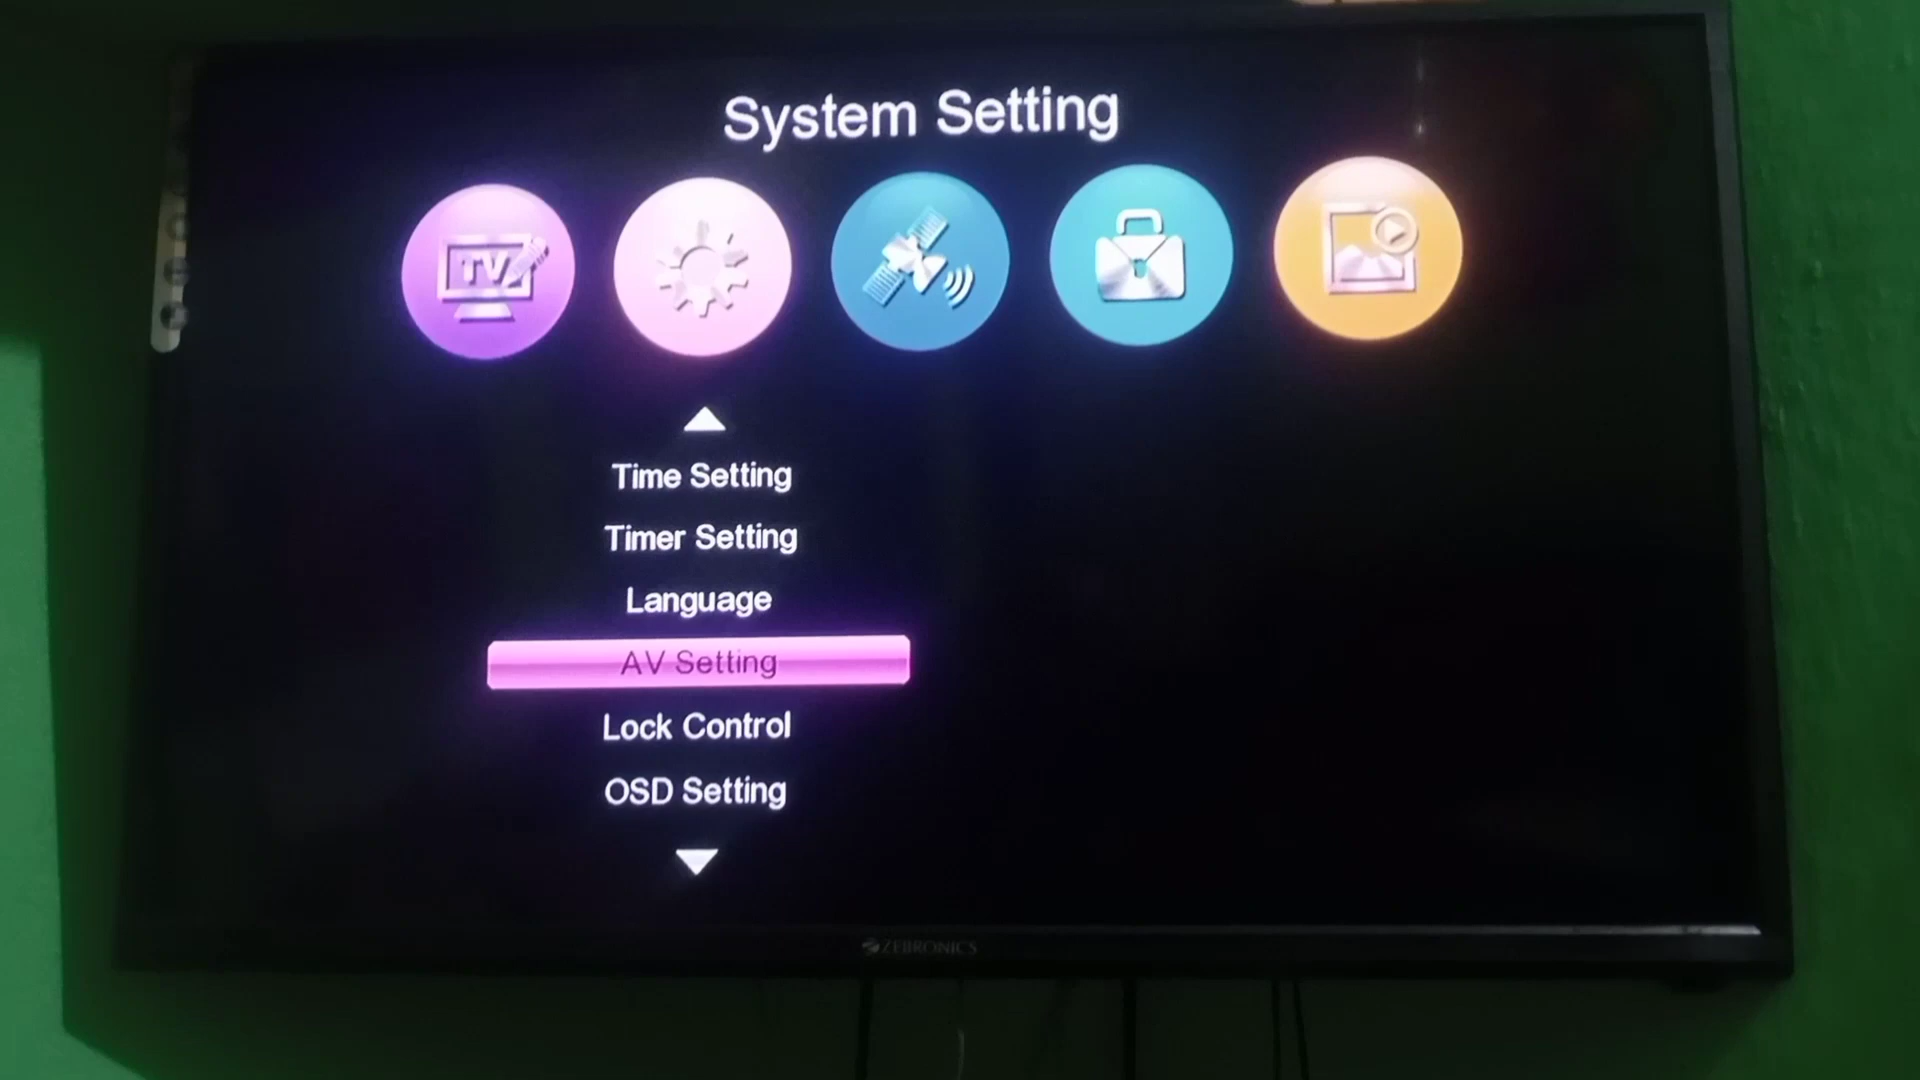 System Setting
TV
Time Setting
Timer Setting
Language
AV Setting
Lock Control
OSD Setting
ZEBRONICS